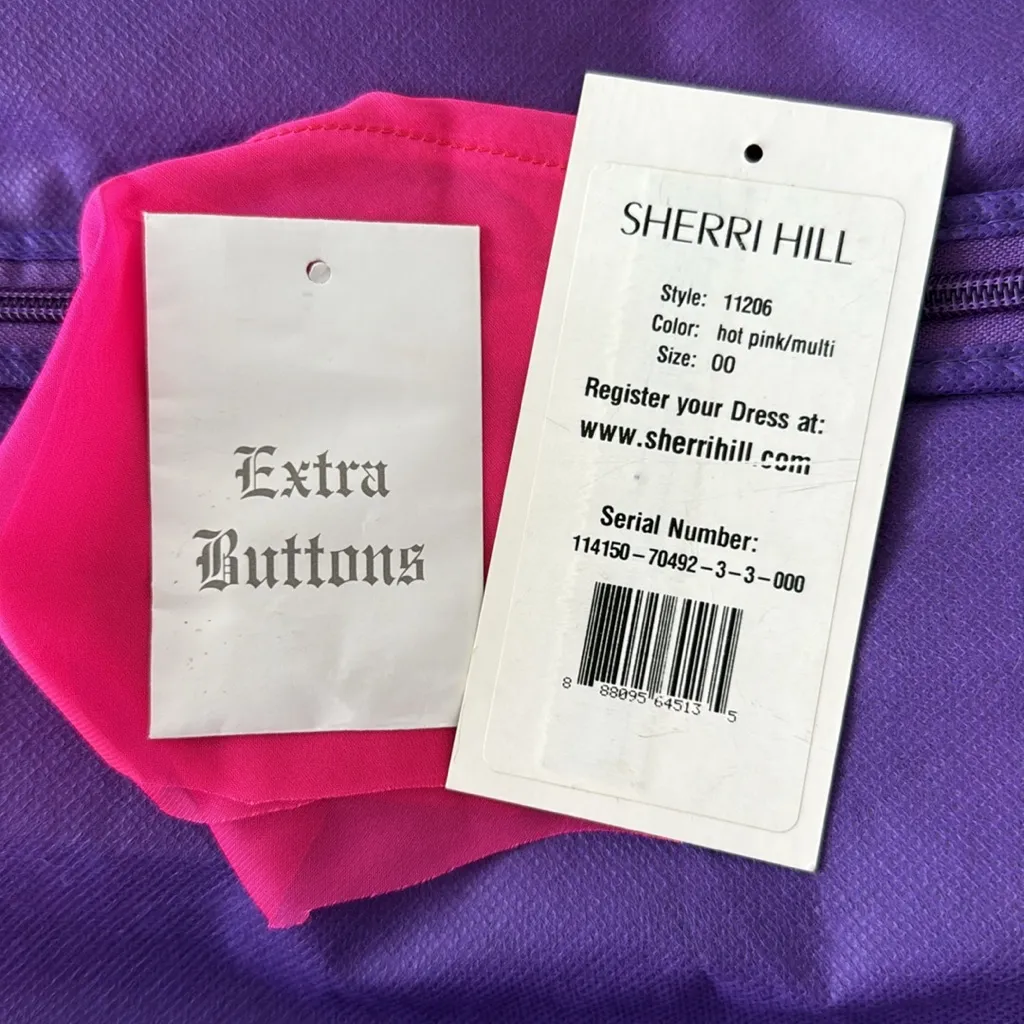 Extra
Buttons
SHERRI HILL
Style: 11206
Color: hot pink/multi
Size: 00
Register your Dress at:
www.sherrihill.com
Serial Number:
114150-70492-3-3-000
8 88095 64513 5